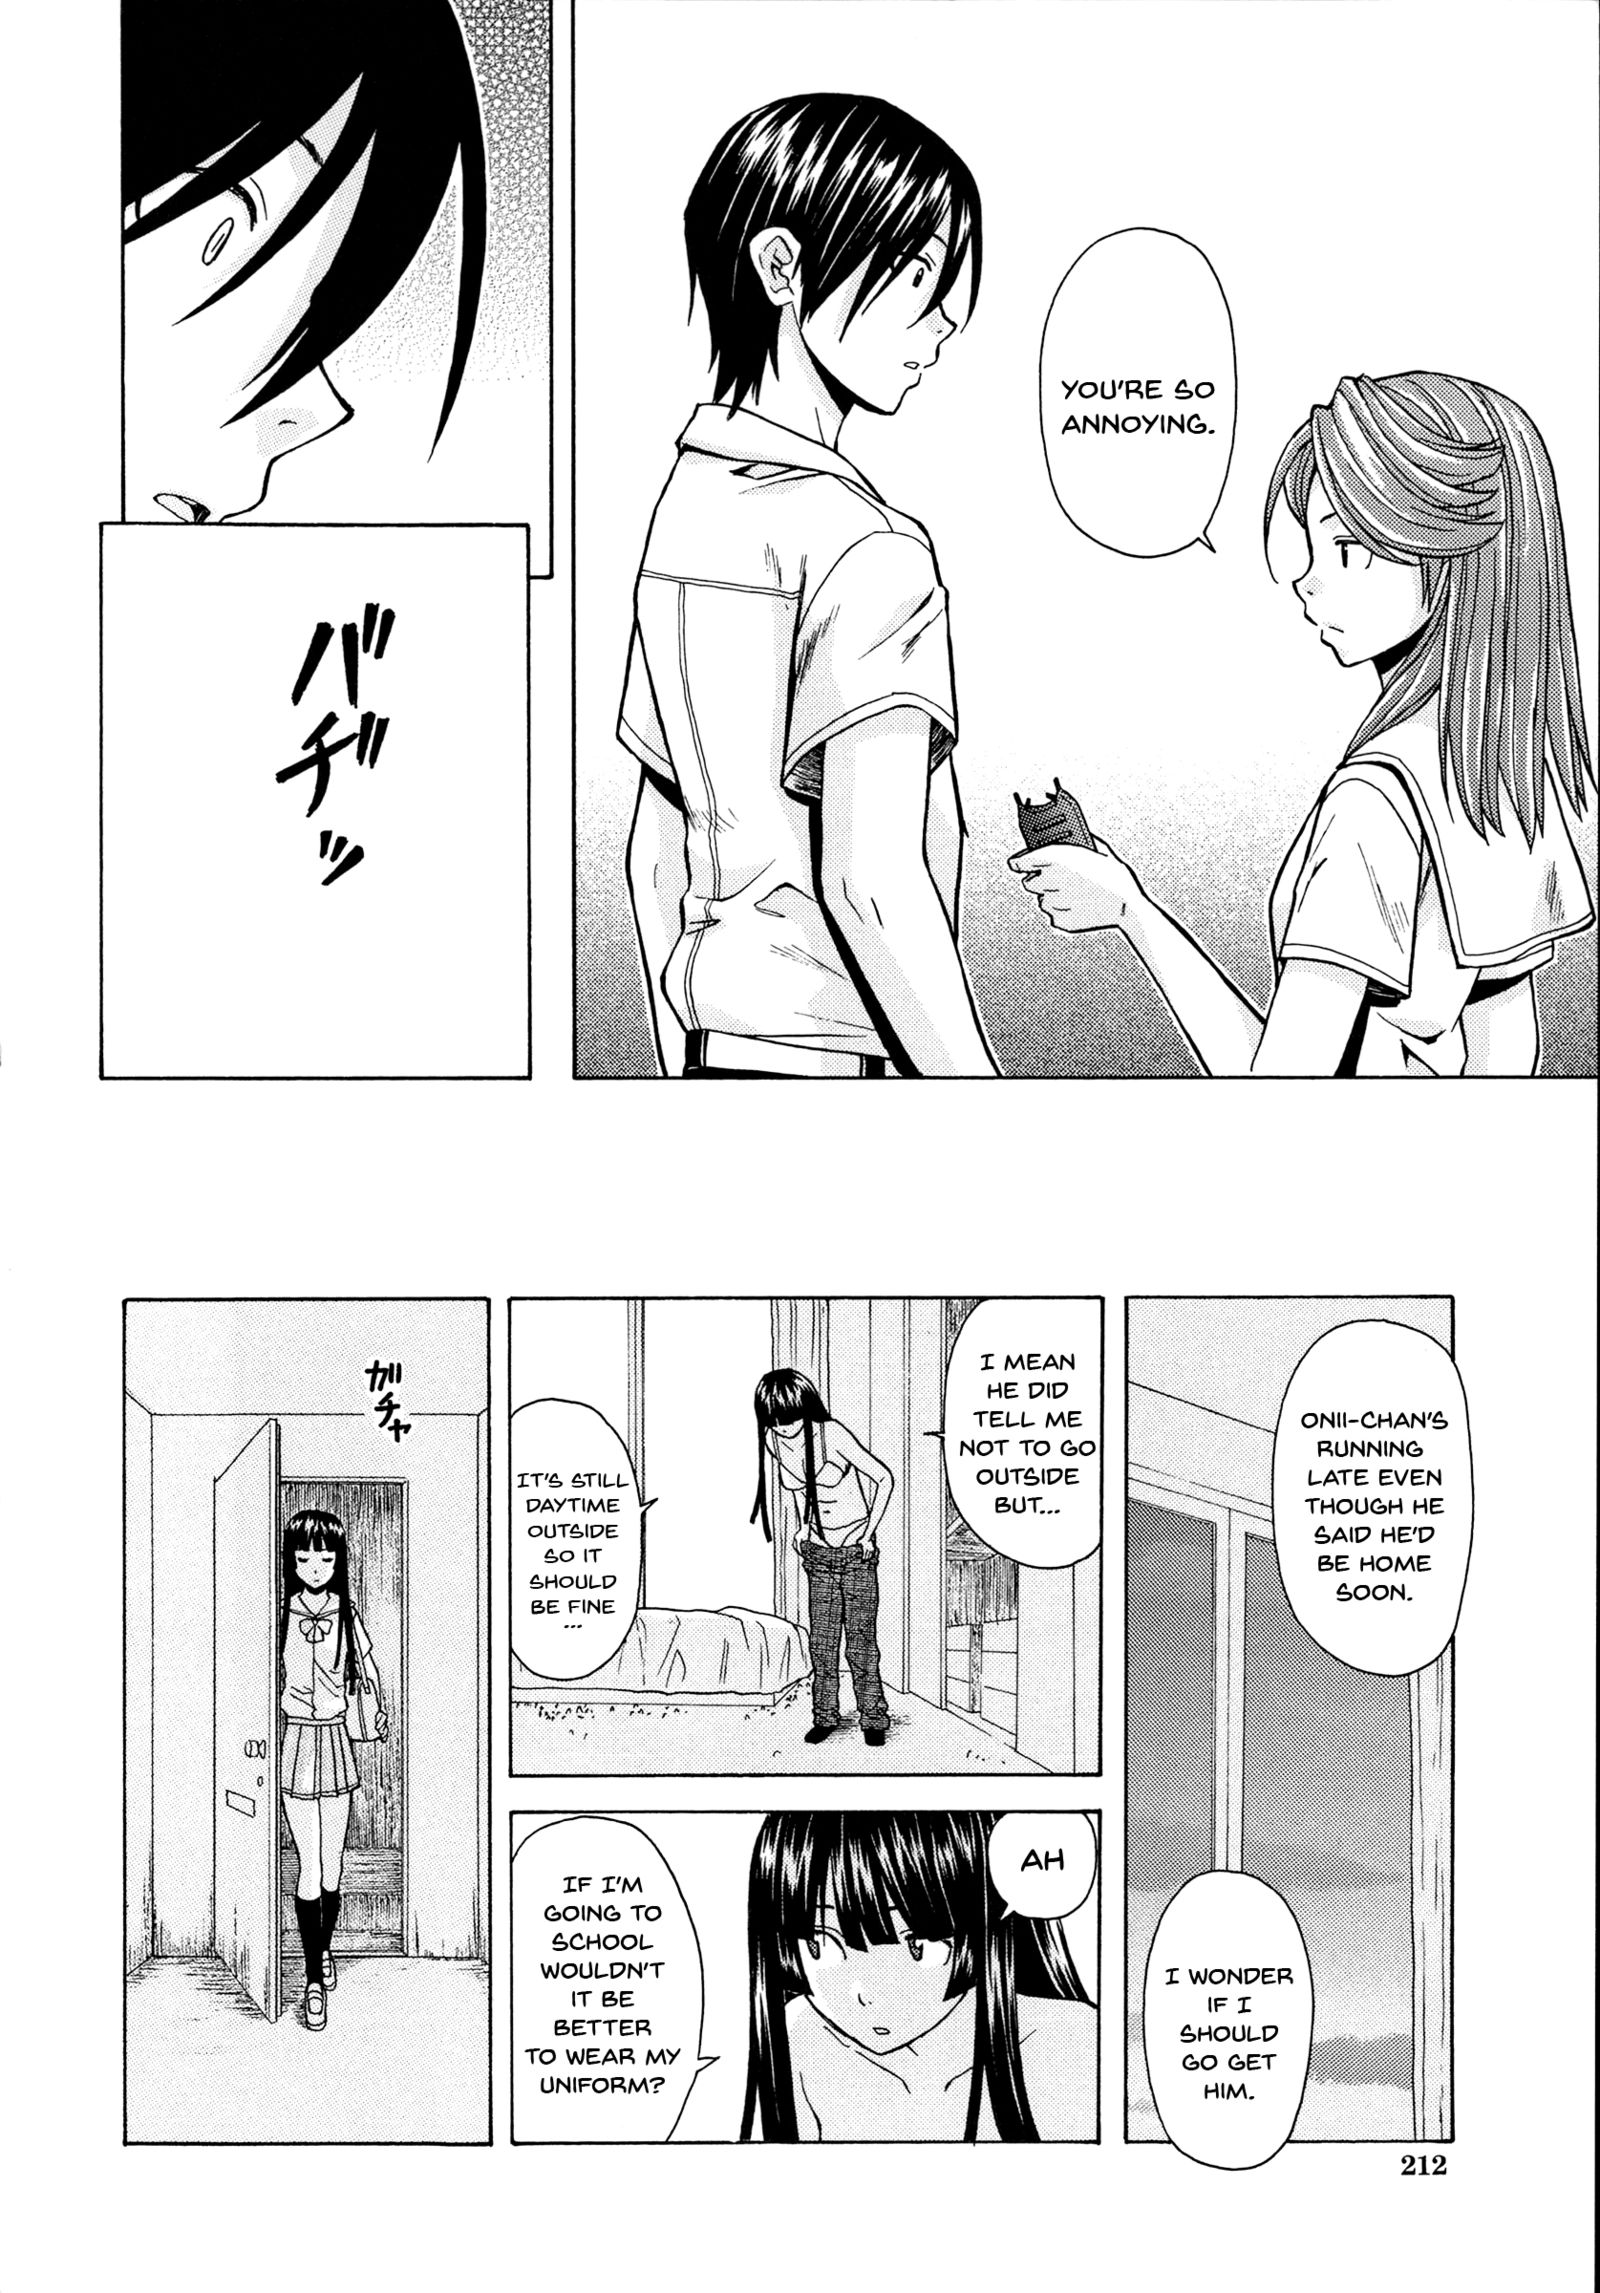 YOU'RE SO
ANNOYING.
バヂッ
ONII-CHAN'S
RUNNING
LATE EVEN
THOUGH HE
SAID HE'D
BE HOME
SOON.
I WONDER
IF I
SHOULD
GO GET
HIM.
I MEAN
HE DID
TELL ME
NOT TO GO
OUTSIDE
BUT...
IT'S STILL
DAYTIME
OUTSIDE
SO IT
SHOULD
BE FINE
...
AH
IF I'M
GOING TO
SCHOOL
WOULDN'T
IT BE
BETTER
TO WEAR MY
UNIFORM?
ガチャ
212